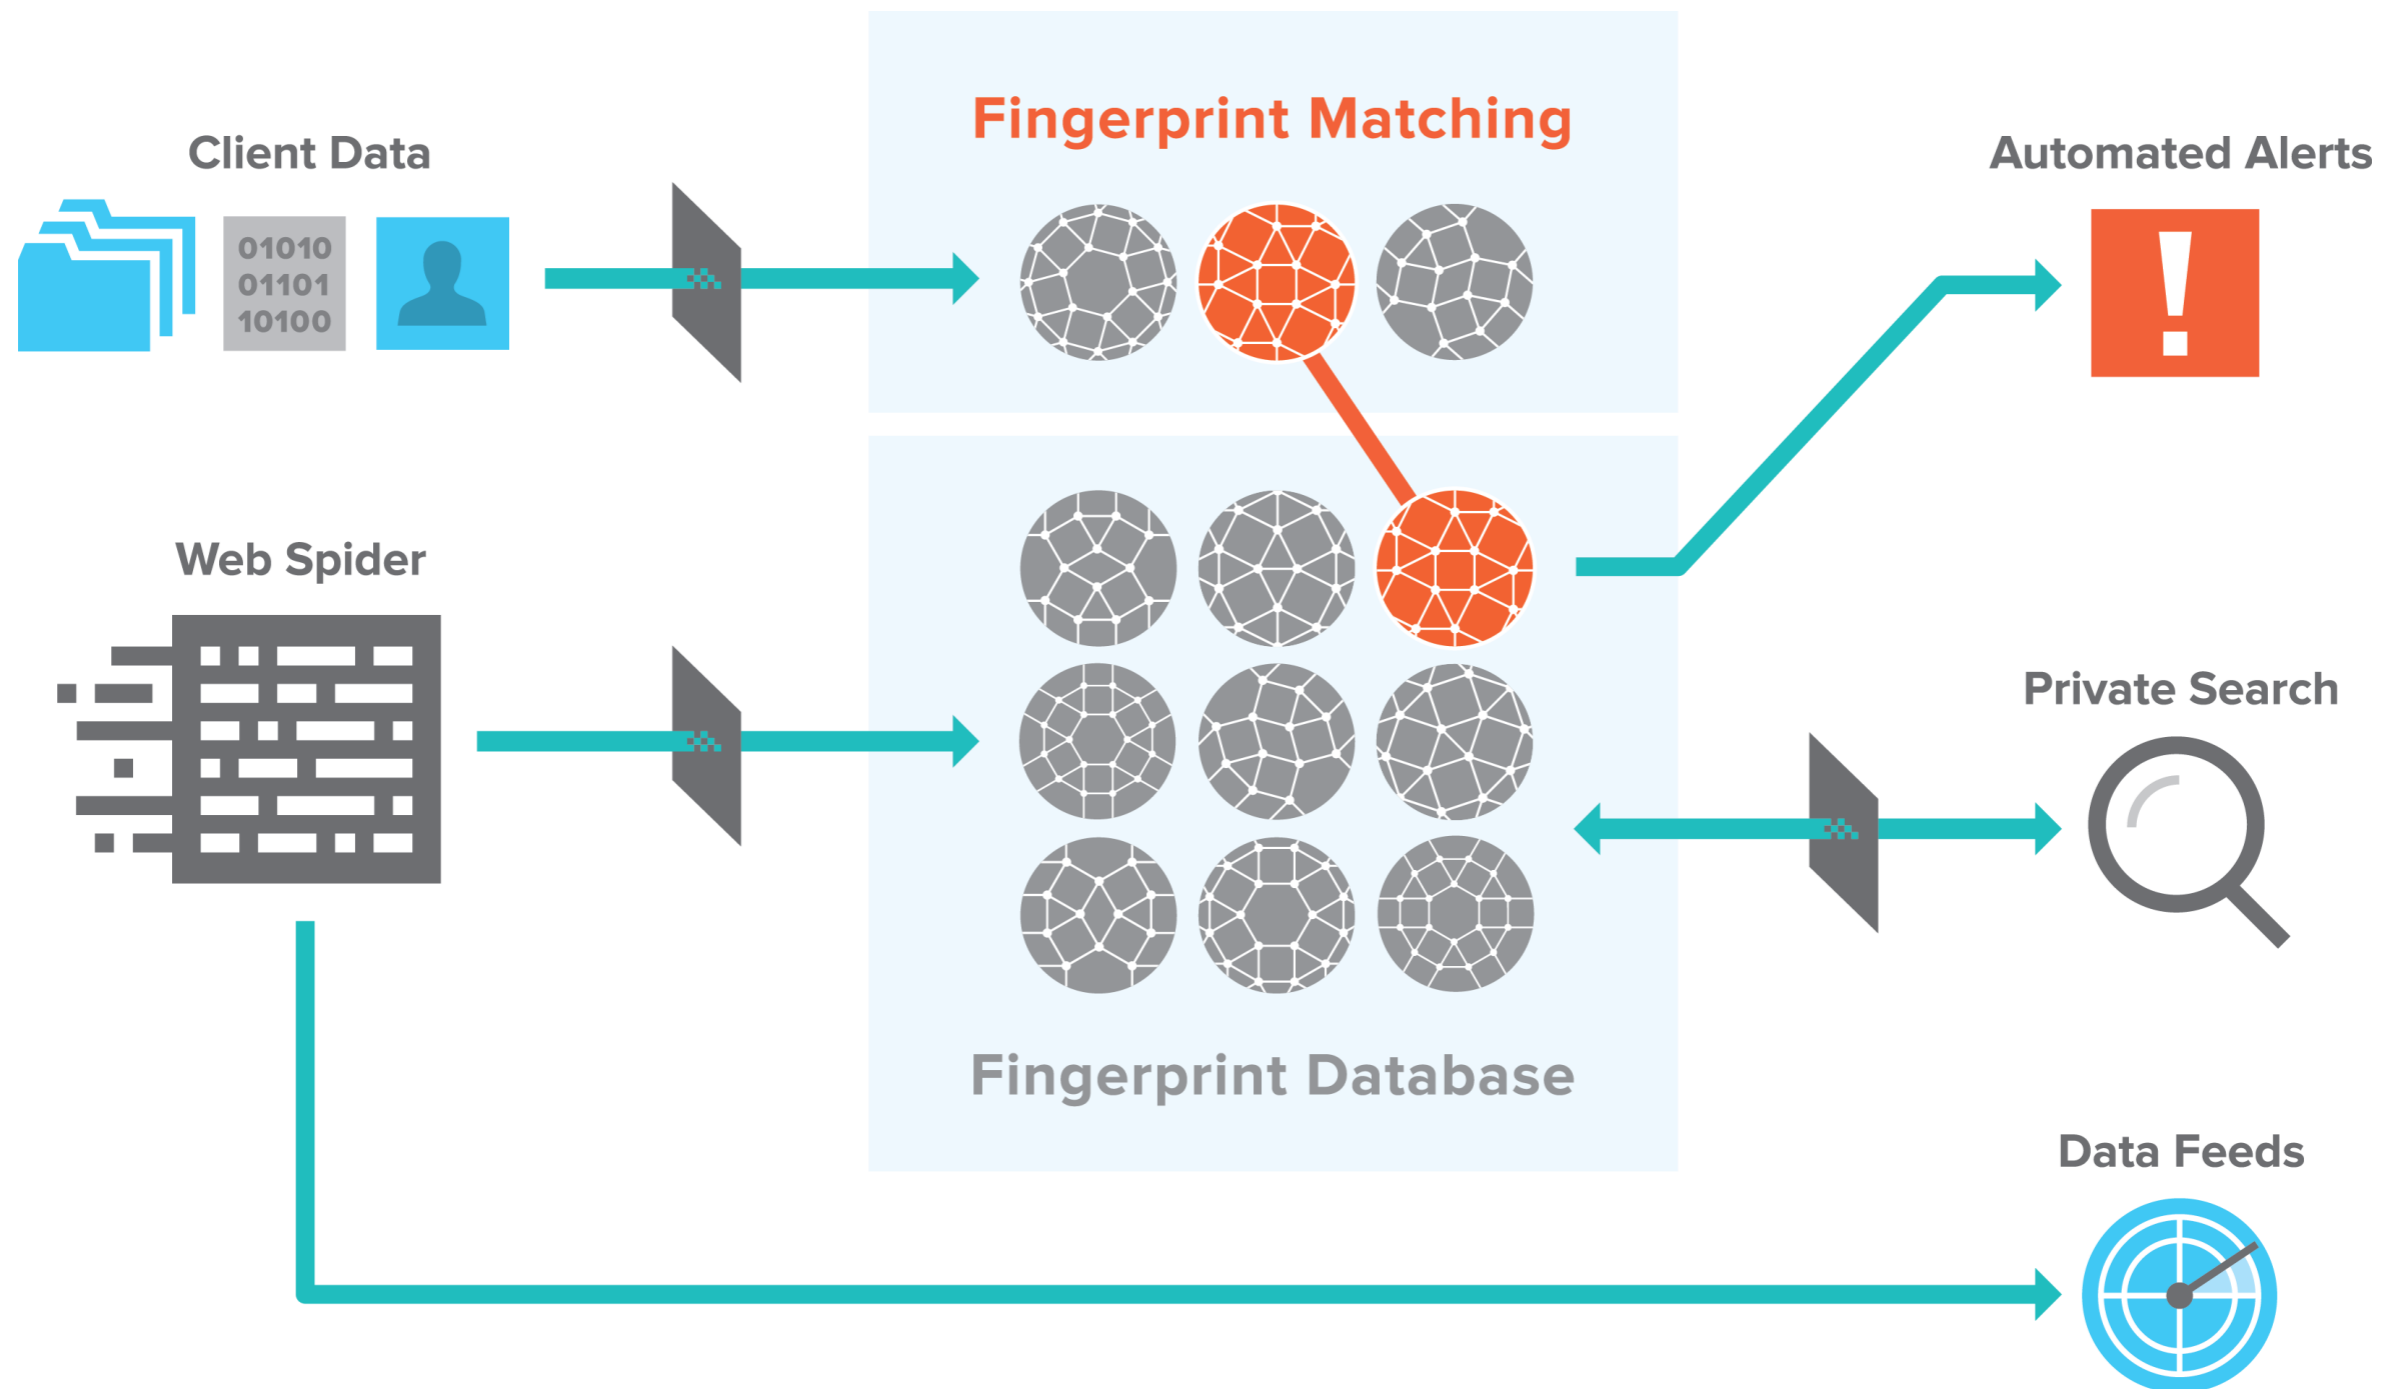 Fingerprint Matching
Client Data
Automated Alerts
01010
01101
10100
Web Spider
Private Search
Fingerprint Database
Data Feeds